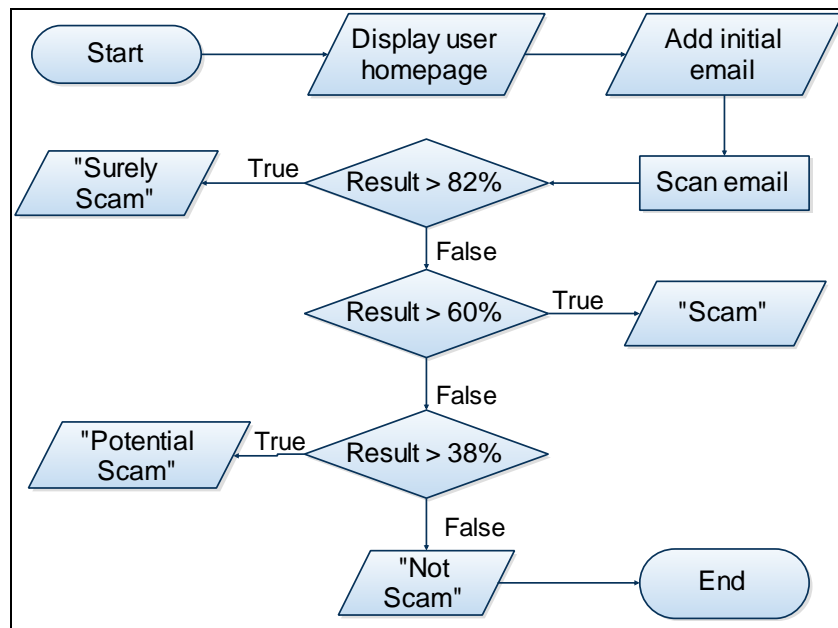 Start
Display user
homepage
Add initial
email
"Surely
Scam"
True
Result > 82%
Scan email
False
Result > 60%
True
"Scam"
False
"Potential
Scam"
True
Result > 38%
False
"Not
Scam"
End